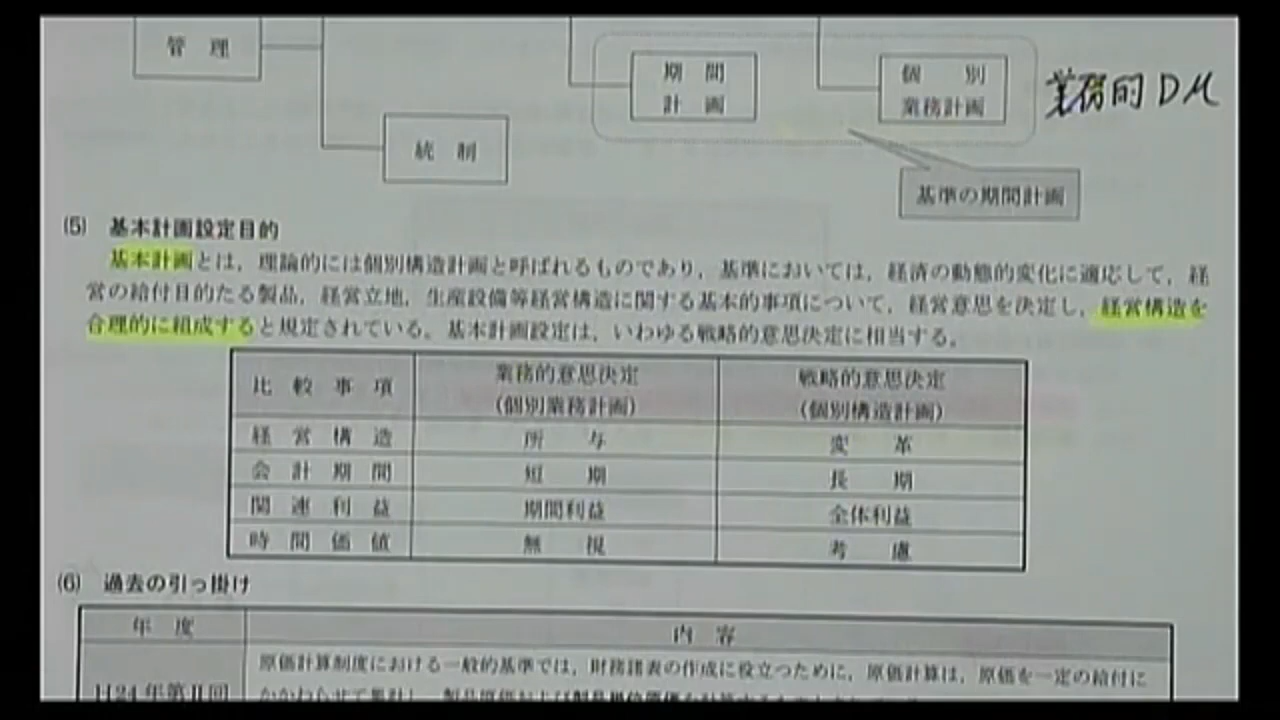 管 理
期 間
計 画
個 別
業務計画
業務的DM
統 制
基準の期間計画
(5) 基本計画設定目的
基本計画とは，理論的には個別構造計画と呼ばれるものであり，基準においては，経済の動態的変化に適応して，経
営の給付目的たる製品，経営立地，生産設備等経営構造に関する基本的事項について，経営意思を決定し，経営構造を
合理的に組成すると規定されている。基本計画設定は，いわゆる戦略的意思決定に相当する。
比 較 事 項 業務的意思決定 戦略的意思決定
(個別業務計画) (個別構造計画)
経 営 構 造 所 与 変 革
会 計 期 間 短 期 長 期
関 連 利 益 期間利益 全体利益
時 間 価 値 無 視 考 慮
(6) 過去の引っ掛け
年 度 内 容
原価計算制度における一般的基準では，財務諸表の作成に役立つために，原価計算は，原価を一定の給付に
H24年第Ⅱ回